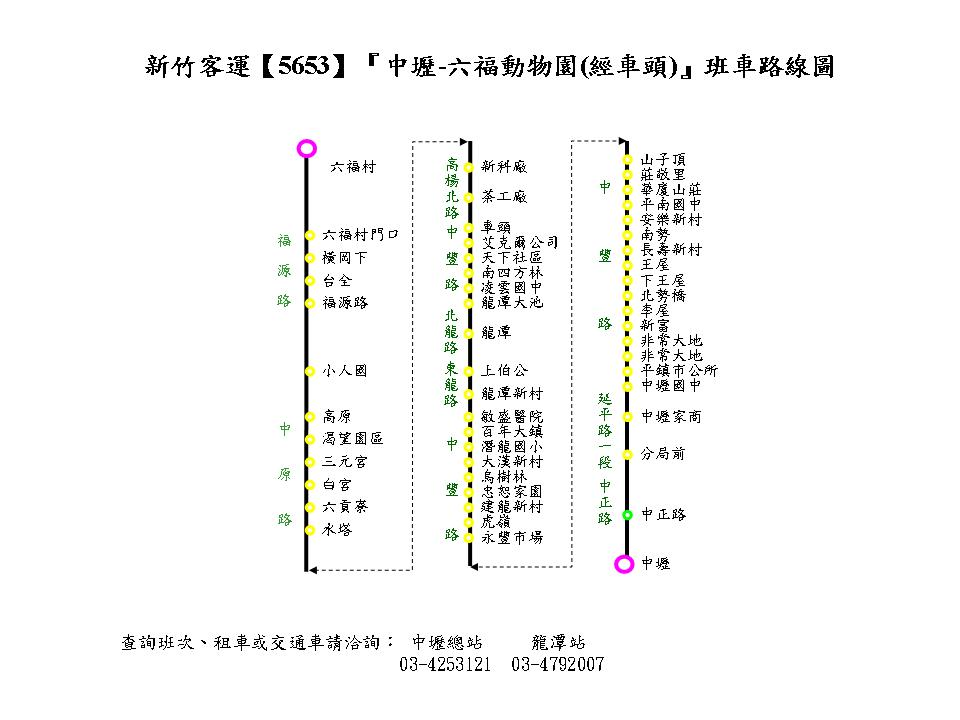 新竹客運【5653】『中壢-六福動物園(經車頭)』班車路線圖
六福村
六福村門口
橫岡下
台全
福源路
小人國
高原
渴望園區
三元宮
白宮
六貢寮
水塔
福源路
中原路
新科廠
茶工廠
車頭
艾克爾公司
天下社區
南四方林
凌雲國中
龍潭大池
龍潭
上伯公
龍潭新村
敏盛醫院
百年大鎮
潛龍國小
大漢新村
烏樹林
忠恕家園
建龍新村
虎嶺
永豐市場
高楊北路
中豐路
北龍路
東龍路
中豐路
山子頂
莊敬里
華廈山莊
平南國中
安樂新村
南勢
長壽新村
王屋
下王屋
北勢橋
車屋
新富
非常大地
非常大地
平鎮市公所
中壢國中
中壢家商
分局前
中正路
中壢
中豐路
延平路一段
中正路
查詢班次、租車或交通車請洽詢： 中壢總站 龍潭站
03-4253121 03-4792007